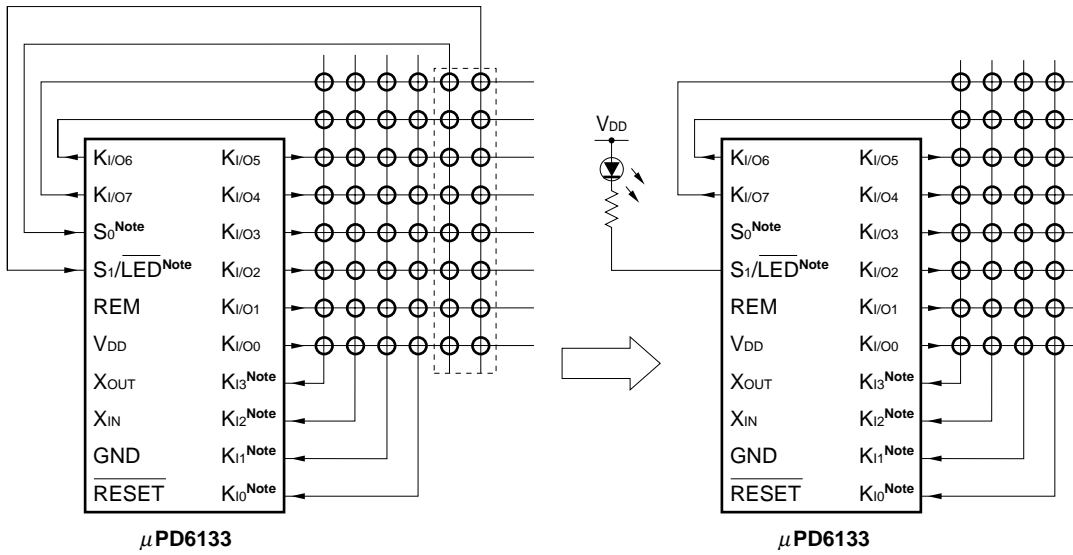 KI/O6 KI/O5
KI/O7 KI/O4
S0Note KI/O3
S1/LEDNote KI/O2
REM KI/O1
VDD KI/O0
XOUT KI3Note
XIN KI2Note
GND KI1Note
RESET KI0Note
μPD6133
VDD
KI/O6 KI/O5
KI/O7 KI/O4
S0Note KI/O3
S1/LEDNote KI/O2
REM KI/O1
VDD KI/O0
XOUT KI3Note
XIN KI2Note
GND KI1Note
RESET KI0Note
μPD6133